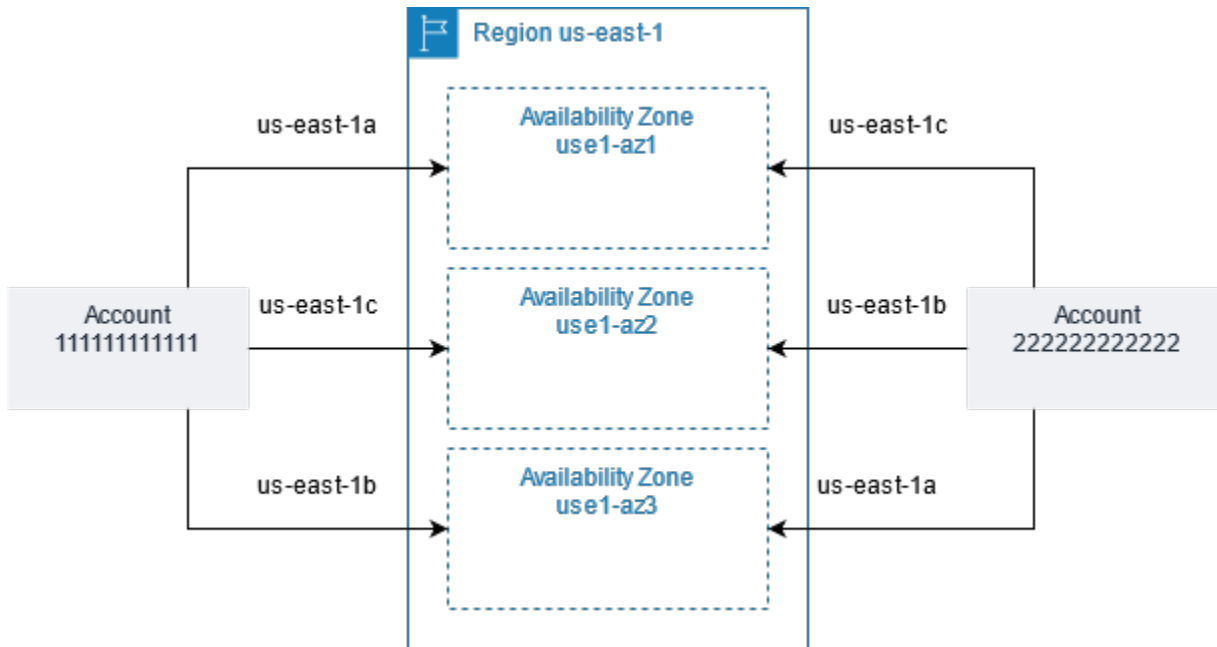 Region us-east-1
us-east-1a
Availability Zone
use1-az1
us-east-1c
Account
111111111111
us-east-1c
Availability Zone
use1-az2
us-east-1b
Account
222222222222
us-east-1b
Availability Zone
use1-az3
us-east-1a